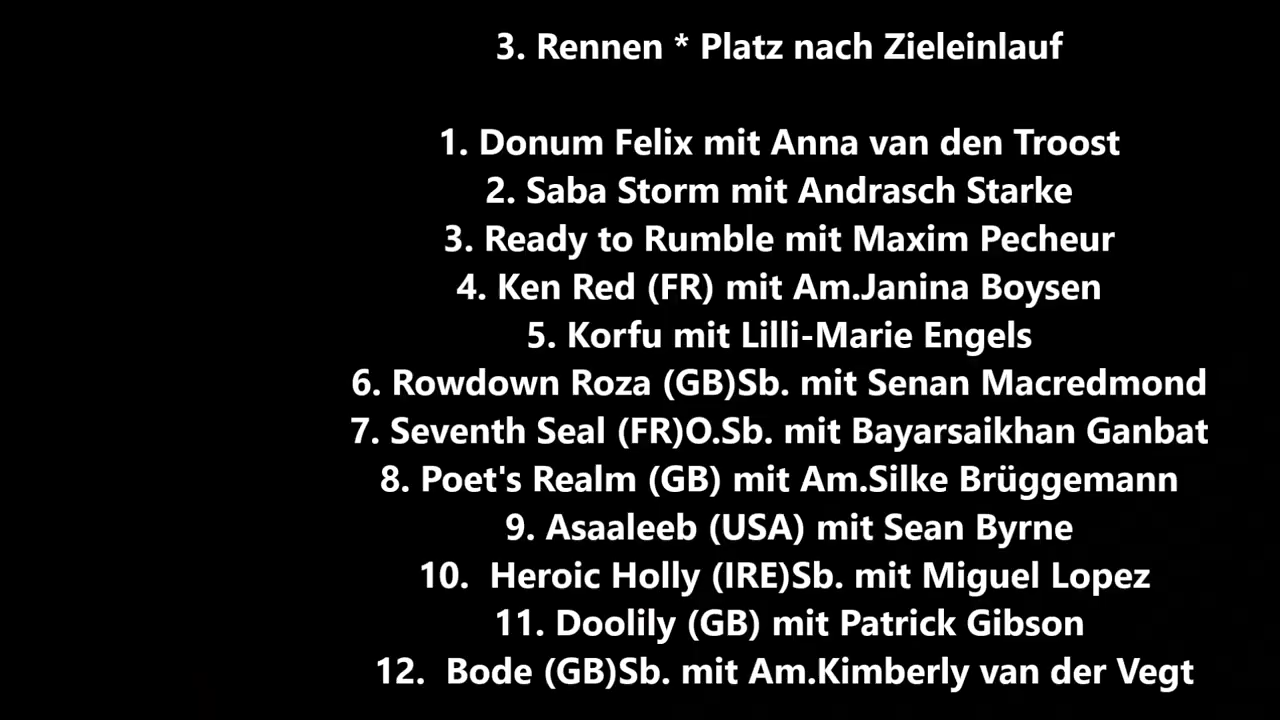 3. Rennen * Platz nach Zieleinlauf
1. Donum Felix mit Anna van den Troost
2. Saba Storm mit Andrasch Starke
3. Ready to Rumble mit Maxim Pecheur
4. Ken Red (FR) mit Am.Janina Boysen
5. Korfu mit Lilli-Marie Engels
6. Rowdown Roza (GB)Sb. mit Senan Macredmond
7. Seventh Seal (FR)O.Sb. mit Bayarsaikhan Ganbat
8. Poet's Realm (GB) mit Am.Silke Brüggemann
9. Asaaleeb (USA) mit Sean Byrne
10.  Heroic Holly (IRE)Sb. mit Miguel Lopez
11. Doolily (GB) mit Patrick Gibson
12.  Bode (GB)Sb. mit Am.Kimberly van der Vegt